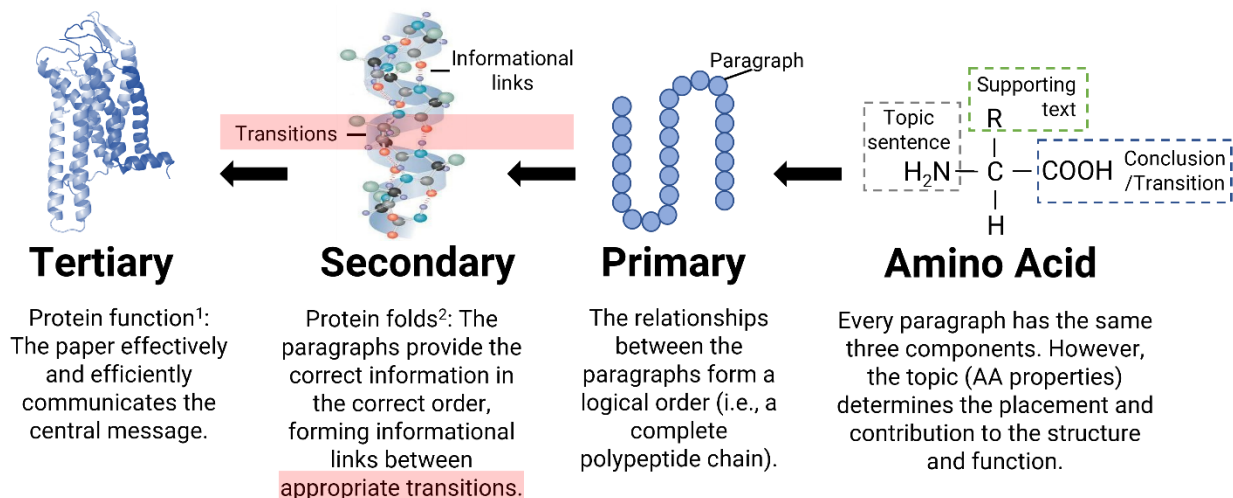 Informational
links
Transitions
Paragraph
Supporting
text
Topic
sentence
R
H₂N
C
COOH
Conclusion
/Transition
H
Tertiary
Secondary
Primary
Amino Acid
Protein function¹:
The paper effectively
and efficiently
communicates the
central message.
Protein folds²: The
paragraphs provide the
correct information in
the correct order,
forming informational
links between
appropriate transitions.
The relationships
between the
paragraphs form a
logical order (i.e., a
complete
polypeptide chain).
Every paragraph has the same
three components. However,
the topic (AA properties)
determines the placement and
contribution to the structure
and function.